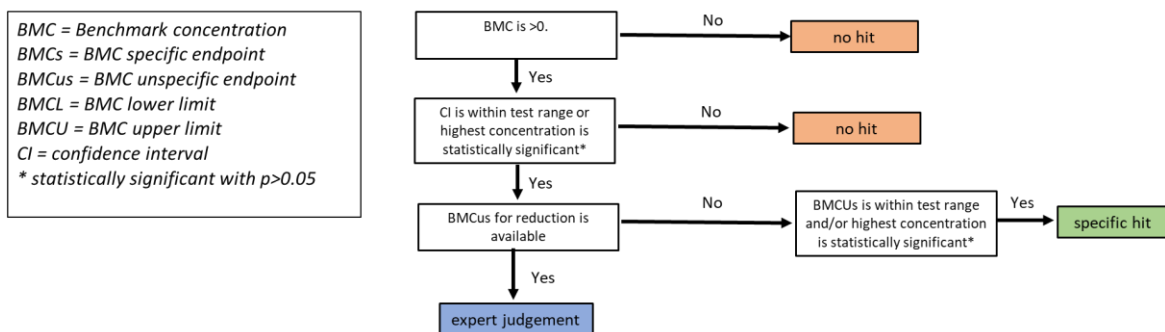 BMC = Benchmark concentration
BMCs = BMC specific endpoint
BMCus = BMC unspecific endpoint
BMCL = BMC lower limit
BMCU = BMC upper limit
CI = confidence interval
* statistically significant with p>0.05
BMC is >0.
No
no hit
Yes
CI is within test range or
highest concentration is
statistically significant*
No
no hit
Yes
BMCus for reduction is
available
No
BMCUs is within test range
and/or highest concentration
is statistically significant*
Yes
specific hit
Yes
expert judgement